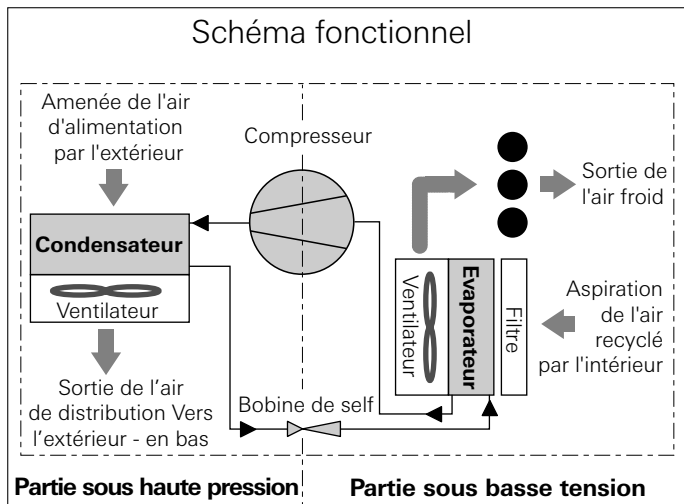 Schéma fonctionnel
Amenée de l'air
d'alimentation
par l'extérieur
Compresseur
Sortie de
l'air froid
Condensateur
Ventilateur
Ventilateur
Evaporateur
Filtre
Aspiration
de l'air
recyclé
par l'intérieur
Sortie de l’air
de distribution Vers
l’extérieur - en bas
Bobine de self
Partie sous haute pression
Partie sous basse tension